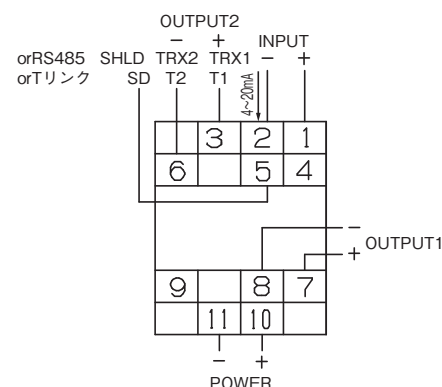 OUTPUT2
− + INPUT
orRS485 SHLD TRX2 TRX1 − +
orTリンク SD T2 T1
4~20mA
3 2 1
6 5 4
−
+ OUTPUT1
9 8 7
11 10
− +
POWER